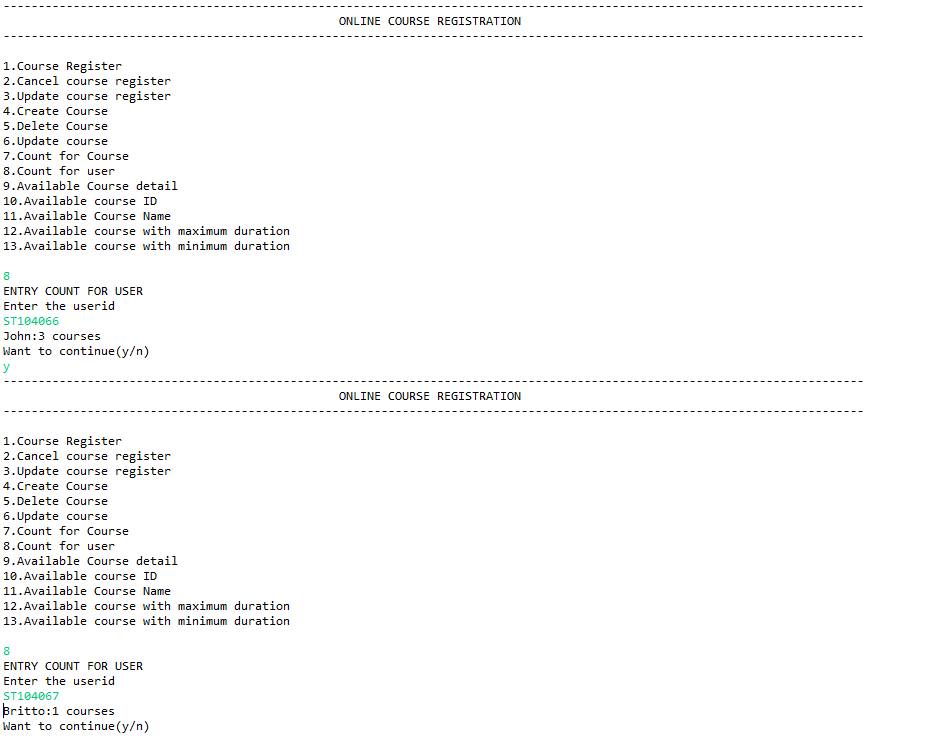 ------------------------------------------------------------------------------------------------------------------------
ONLINE COURSE REGISTRATION
------------------------------------------------------------------------------------------------------------------------
1.Course Register
2.Cancel course register
3.Update course register
4.Create Course
5.Delete Course
6.Update course
7.Count for Course
8.Count for user
9.Available Course detail
10.Available course ID
11.Available Course Name
12.Available course with maximum duration
13.Available course with minimum duration
8
ENTRY COUNT FOR USER
Enter the userid
ST104066
John:3 courses
Want to continue(y/n)
y
------------------------------------------------------------------------------------------------------------------------
ONLINE COURSE REGISTRATION
------------------------------------------------------------------------------------------------------------------------
1.Course Register
2.Cancel course register
3.Update course register
4.Create Course
5.Delete Course
6.Update course
7.Count for Course
8.Count for user
9.Available Course detail
10.Available course ID
11.Available Course Name
12.Available course with maximum duration
13.Available course with minimum duration
8
ENTRY COUNT FOR USER
Enter the userid
ST104067
Britto:1 courses
Want to continue(y/n)